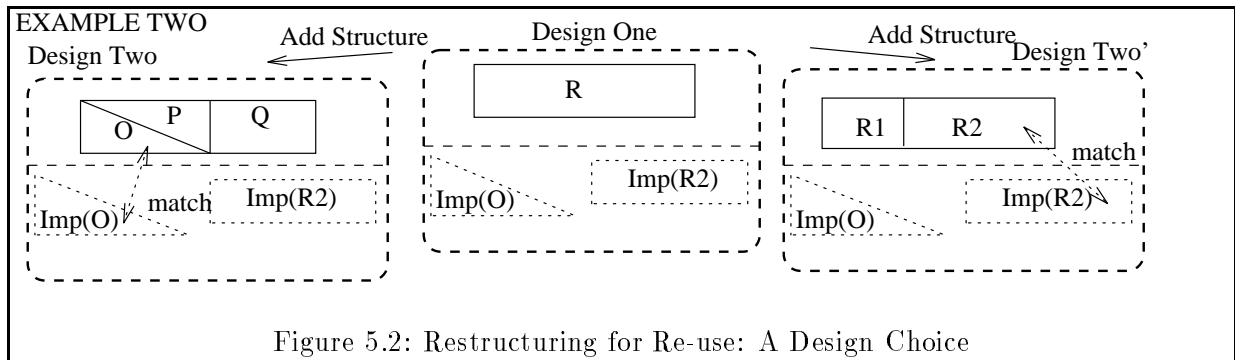 EXAMPLE TWO
Design Two
Add Structure
Design One
Add Structure
Design Two'
O
P
Q
R
R1
R2
match
Imp(O)
match
Imp(R2)
Imp(O)
Imp(R2)
Imp(O)
Imp(R2)
Figure 5.2: Restructuring for Re-use: A Design Choice